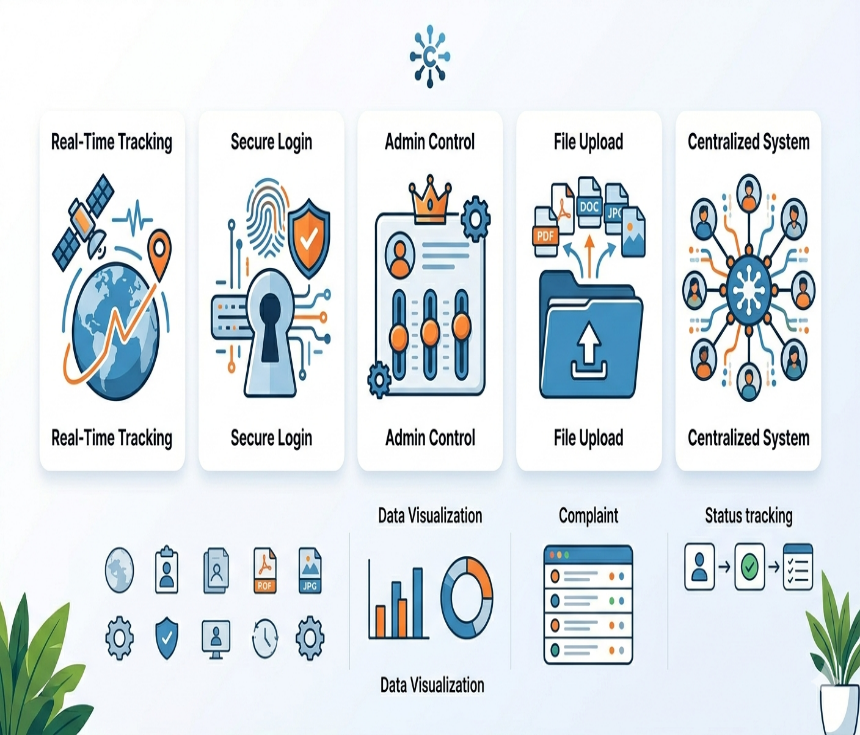 C
Real-Time Tracking
Secure Login
Admin Control
File Upload
Centralized System
PDF
DOC
JPG
Real-Time Tracking
Secure Login
Admin Control
File Upload
Centralized System
Data Visualization
Complaint
Status tracking
POF
JPG
Data Visualization